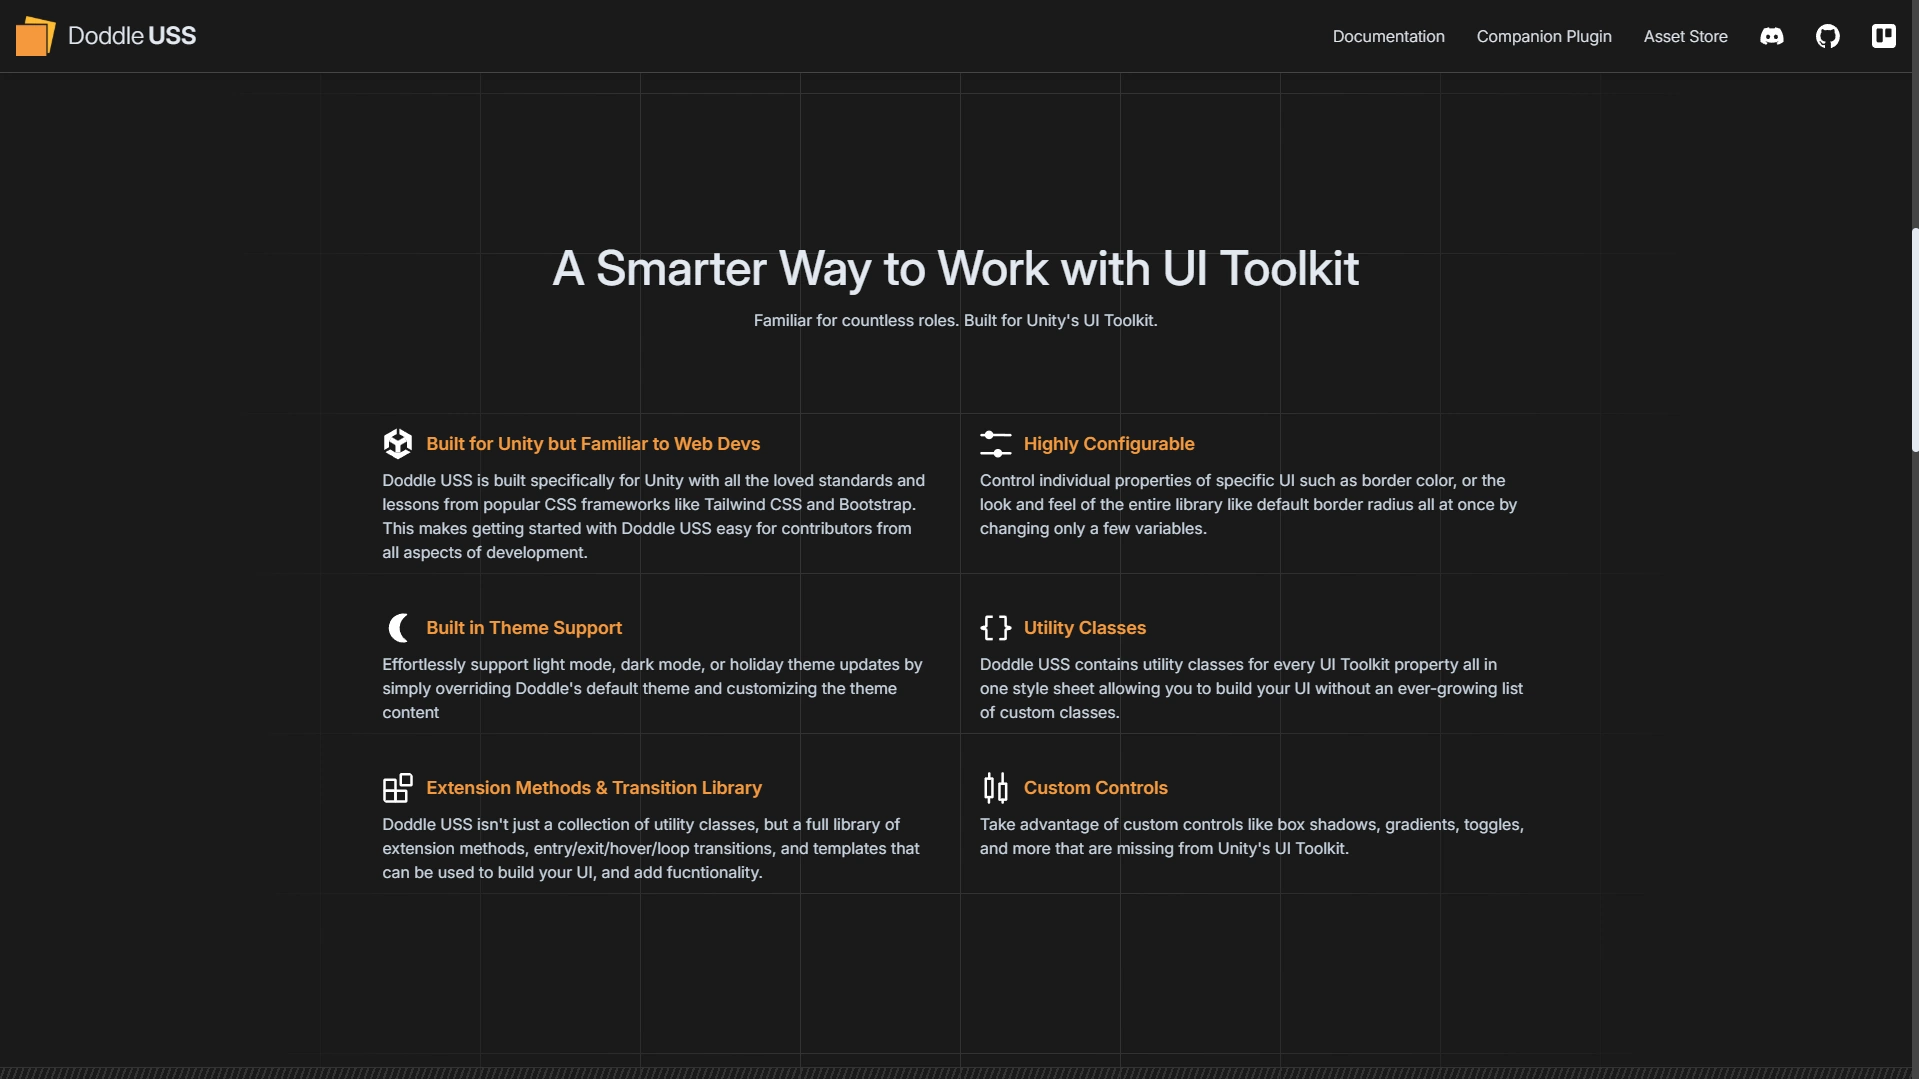 Doddle USS
Documentation
Companion Plugin
Asset Store
A Smarter Way to Work with UI Toolkit
Familiar for countless roles. Built for Unity's UI Toolkit.
Built for Unity but Familiar to Web Devs
Doddle USS is built specifically for Unity with all the loved standards and
lessons from popular CSS frameworks like Tailwind CSS and Bootstrap.
This makes getting started with Doddle USS easy for contributors from
all aspects of development.
Highly Configurable
Control individual properties of specific UI such as border color, or the
look and feel of the entire library like default border radius all at once by
changing only a few variables.
Built in Theme Support
Effortlessly support light mode, dark mode, or holiday theme updates by
simply overriding Doddle's default theme and customizing the theme
content
Utility Classes
Doddle USS contains utility classes for every UI Toolkit property all in
one style sheet allowing you to build your UI without an ever-growing list
of custom classes.
Extension Methods & Transition Library
Doddle USS isn't just a collection of utility classes, but a full library of
extension methods, entry/exit/hover/loop transitions, and templates that
can be used to build your UI, and add fucntionality.
Custom Controls
Take advantage of custom controls like box shadows, gradients, toggles,
and more that are missing from Unity's UI Toolkit.